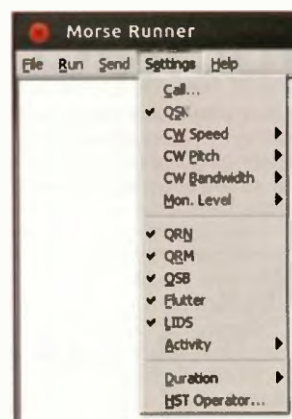 Morse Runner
File Run Send Settings Help
Call...
QSK
CW Speed
CW Pitch
CW Bandwidth
Mon. Level
QRN
QRM
QSB
Flutter
LIDS
Activity
Duration
HST Operator...